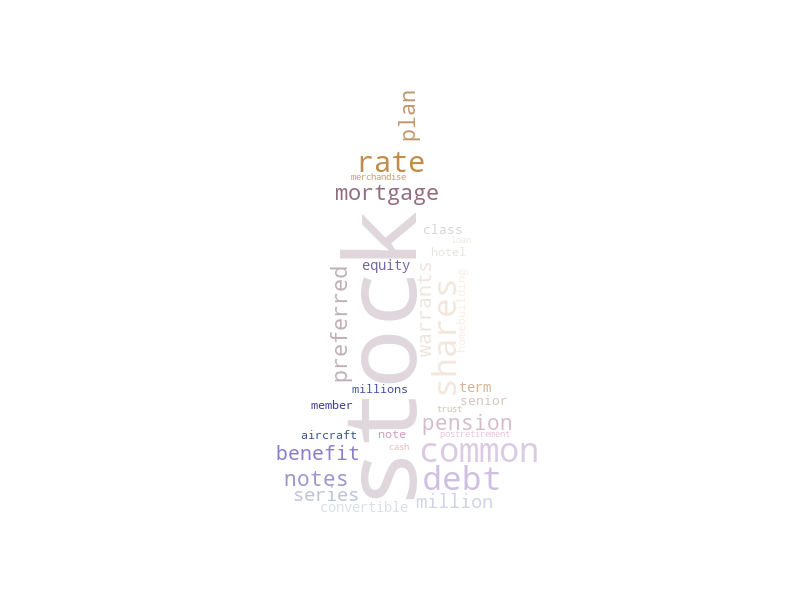 plan
rate
merchandise
mortgage
stock
class
loan
hotel
equity
warrants
preferred
shares
homebuilding
millions
term
senior
member
trust
pension
aircraft
note
postretirement
cash
common
benefit
debt
notes
series
million
convertible